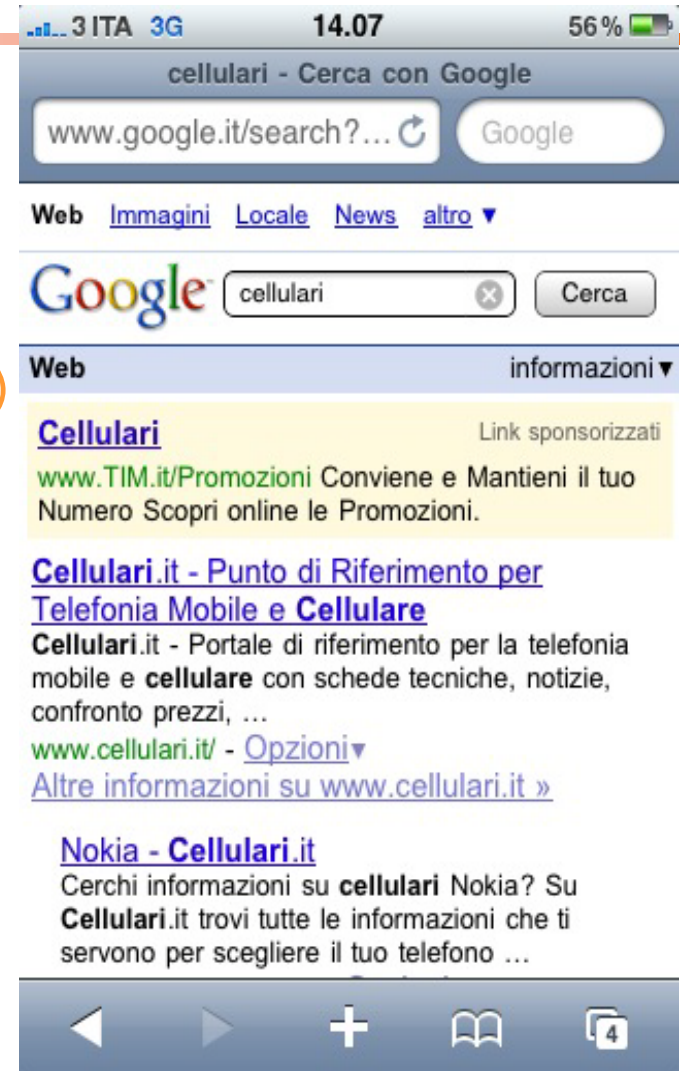 3 ITA 3G 14.07 56 %
cellulari - Cerca con Google
www.google.it/search?... Google
Web Immagini Locale News altro ▼
Google™ cellulari Cerca
Web informazioni ▼
Cellulari Link sponsorizzati
www.TIM.it/Promozioni Conviene e Mantieni il tuo
Numero Scopri online le Promozioni.
Cellulari.it - Punto di Riferimento per
Telefonia Mobile e Cellulare
Cellulari.it - Portale di riferimento per la telefonia
mobile e cellulare con schede tecniche, notizie,
confronto prezzi, ...
www.cellulari.it/ - Opzioni▼
Altre informazioni su www.cellulari.it »
Nokia - Cellulari.it
Cerchi informazioni su cellulari Nokia? Su
Cellulari.it trovi tutte le informazioni che ti
servono per scegliere il tuo telefono ...
4